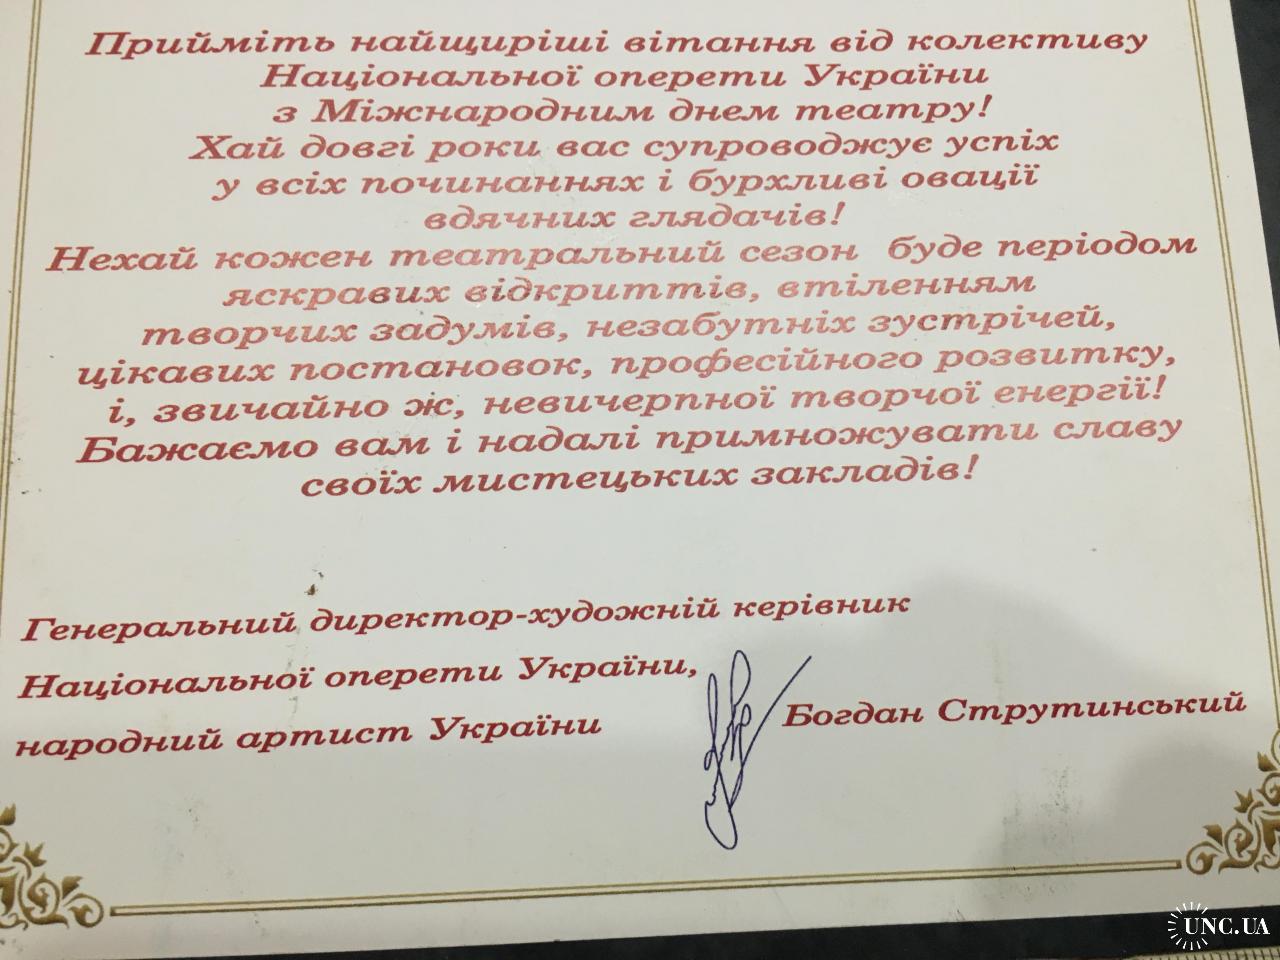 Прийміть найщиріші вітання від колективу
Національної оперети України
з Міжнародним днем театру!
Хай довгі роки вас супроводжує успіх
у всіх починаннях і бурхливі овації
вдячних глядачів!
Нехай кожен театральний сезон буде періодом
яскравих відкриттів, втіленням
творчих задумів, незабутніх зустрічей,
цікавих постановок, професійного розвитку,
і, звичайно ж, невичерпної творчої енергії!
Бажаємо вам і надалі примножувати славу
своїх мистецьких закладів!
Генеральний директор-художній керівник
Національної оперети України,
народний артист України
Богдан Струтинський
UNC.UA